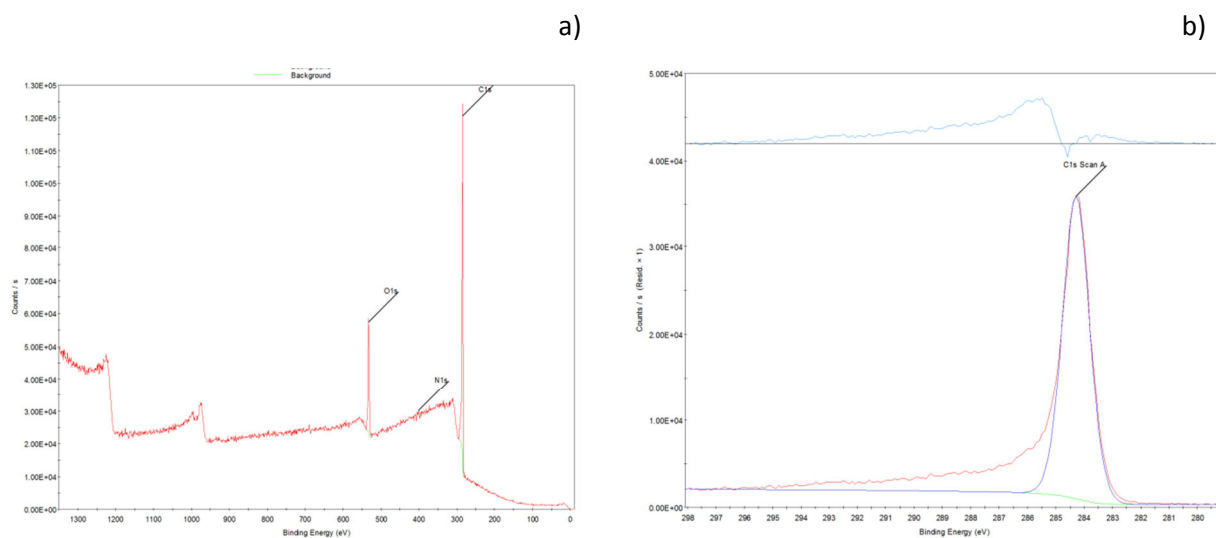 a)
Background
1.30E+05
1.20E+05
1.10E+05
1.00E+05
9.00E+04
8.00E+04
7.00E+04
6.00E+04
5.00E+04
4.00E+04
3.00E+04
2.00E+04
1.00E+04
0.00E+00
Counts / s
C1s
O1s
N1s
1300 1200 1100 1000 900 800 700 600 500 400 300 200 100 0
Binding Energy (eV)
b)
5.00E+04
4.00E+04
3.00E+04
2.00E+04
1.00E+04
0.00E+00
Counts / s (Resid. × 1)
C1s Scan A
298 297 296 295 294 293 292 291 290 289 288 287 286 285 284 283 282 281 280
Binding Energy (eV)